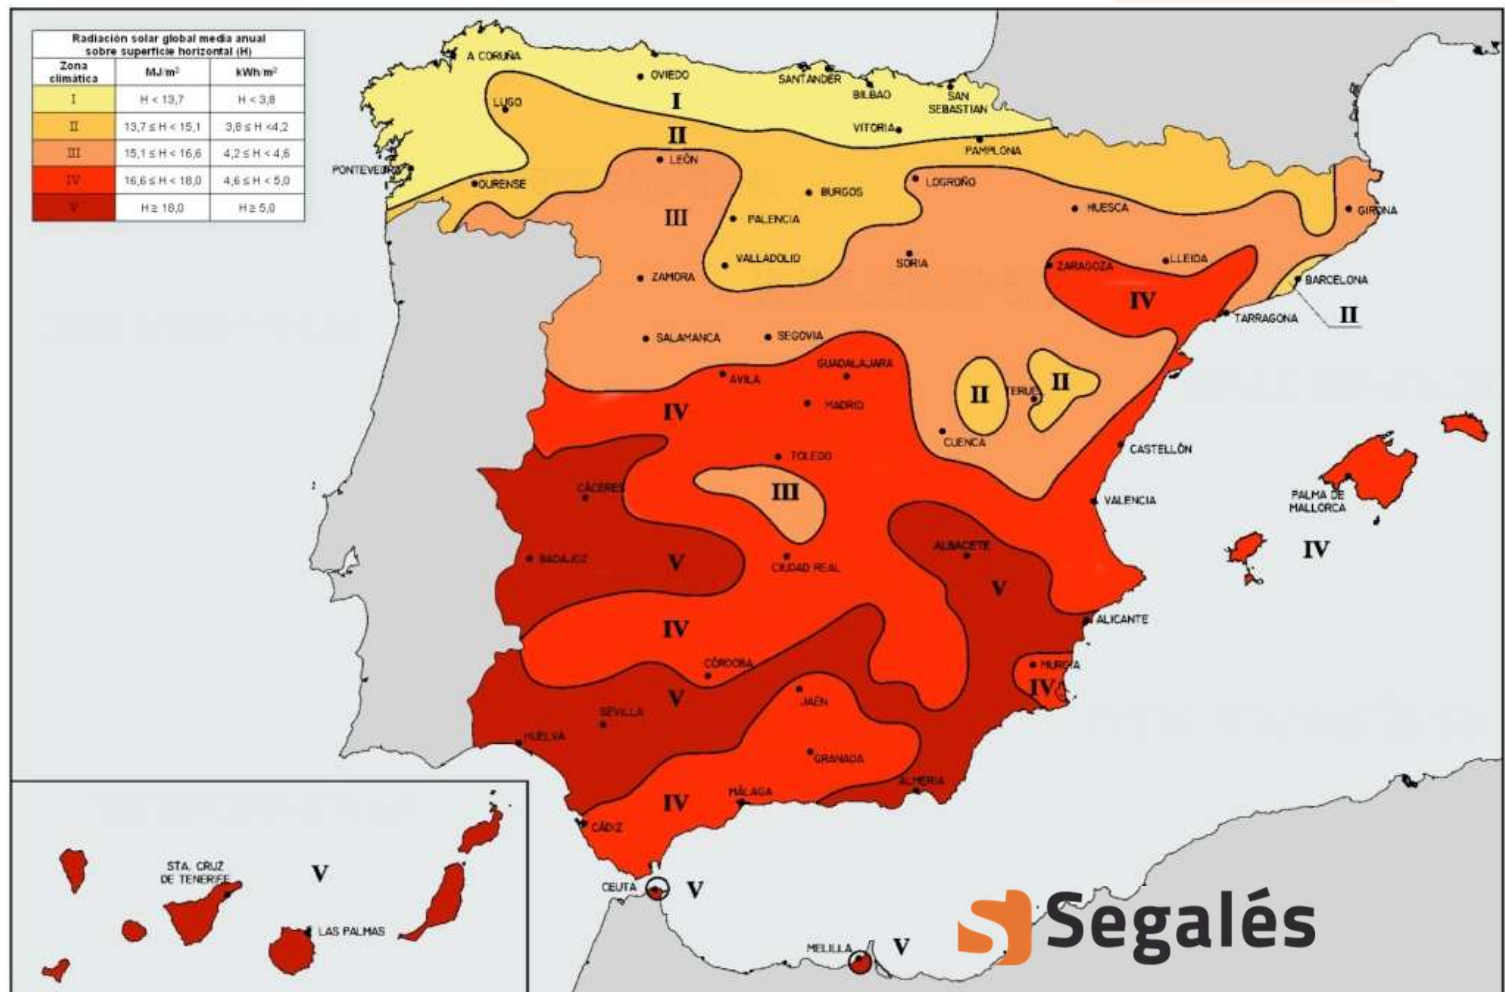 Radiación solar global media anual
sobre superficie horizontal (H)
Zona climática MJ/m² kWh/m²
I H < 13,7 H < 3,8
II 13,7 ≤ H < 15,1 3,8 ≤ H <4,2
III 15,1 ≤ H < 16,6 4,2 ≤ H < 4,6
IV 16,6 ≤ H < 18,0 4,6 ≤ H < 5,0
V H ≥ 18,0 H ≥ 5,0
A CORUÑA
OVIEDO
SANTANDER
BILBAO
SAN
SEBASTIAN
LUGO
I
VITORIA
II
PAMPLONA
PONTEVEDRA
OURENSE
LEÓN
BURGOS
LOGROÑO
III
PALENCIA
HUESCA
GIRONA
VALLADOLID
SORIA
ZARAGOZA
LLEIDA
ZAMORA
BARCELONA
IV
TARRAGONA
II
SALAMANCA
SEGOVIA
GUADALAJARA
AVILA
MADRID
IV
II
TERUEL
II
CUENCA
CASTELLÓN
TOLEDO
CÁCERES
III
VALENCIA
PALMA DE
MALLORCA
IV
BADAJOZ
V
CIUDAD REAL
ALBACETE
V
ALICANTE
IV
CÓRDOBA
MURCIA
IV
V
JAÉN
SEVILLA
HUELVA
GRANADA
ALMERIA
MÁLAGA
IV
CÁDIZ
CEUTA
V
MELILLA
V
STA. CRUZ
DE TENERIFE
V
LAS PALMAS
Segalés